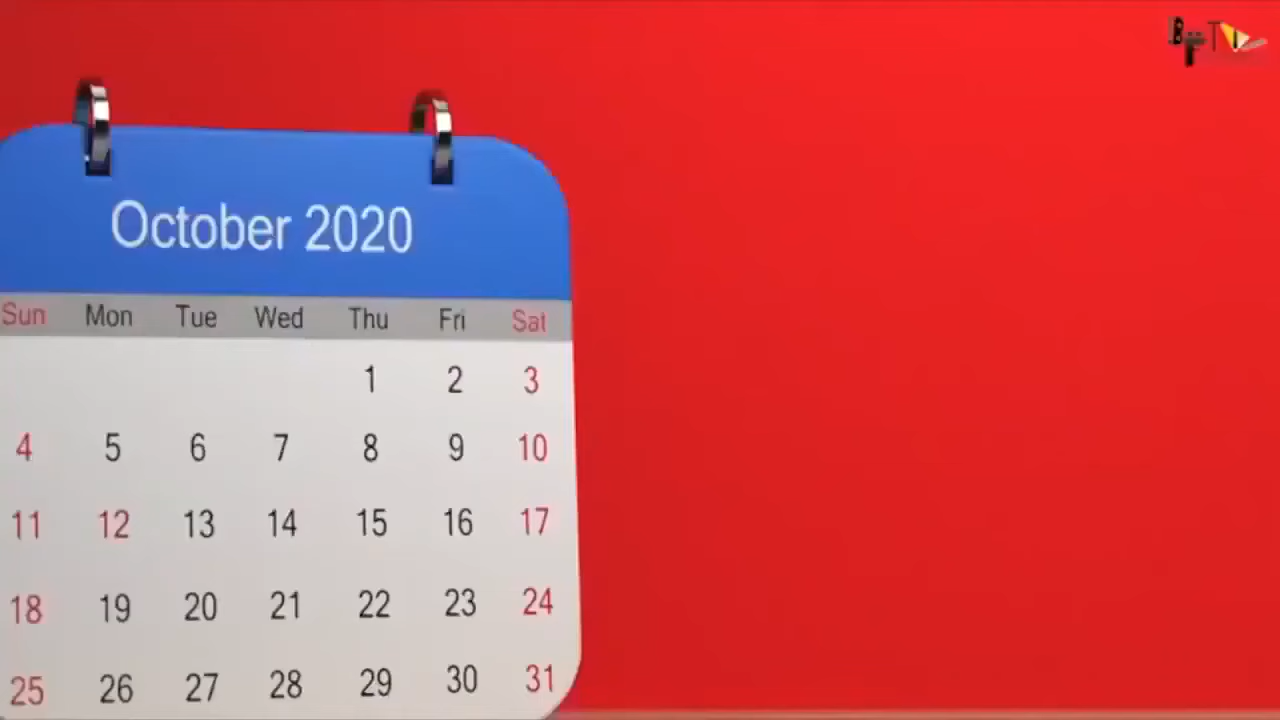 BFTV
October 2020
Sun Mon Tue Wed Thu Fri Sat
1 2 3
4 5 6 7 8 9 10
11 12 13 14 15 16 17
18 19 20 21 22 23 24
25 26 27 28 29 30 31